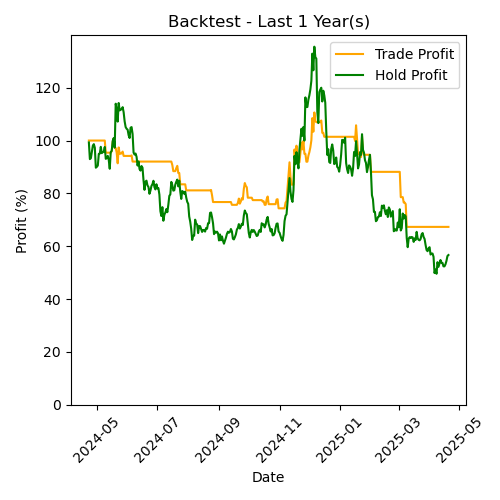 Backtest - Last 1 Year(s)
Trade Profit
Hold Profit
Profit (%)
120
100
80
60
40
20
0
2024-05
2024-07
2024-09
2024-11
2025-01
2025-03
2025-05
Date